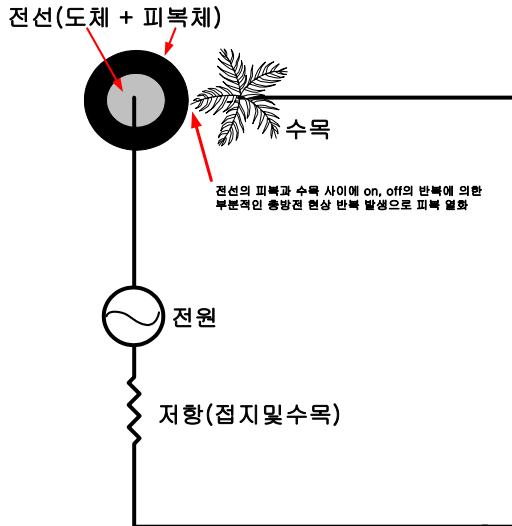 전선(도체 + 피복체)
수목
전선의 피복과 수목 사이에 on, off의 반복에 의한
부분적인 충방전 현상 반복 발생으로 피복 열화
전원
저항(접지및수목)